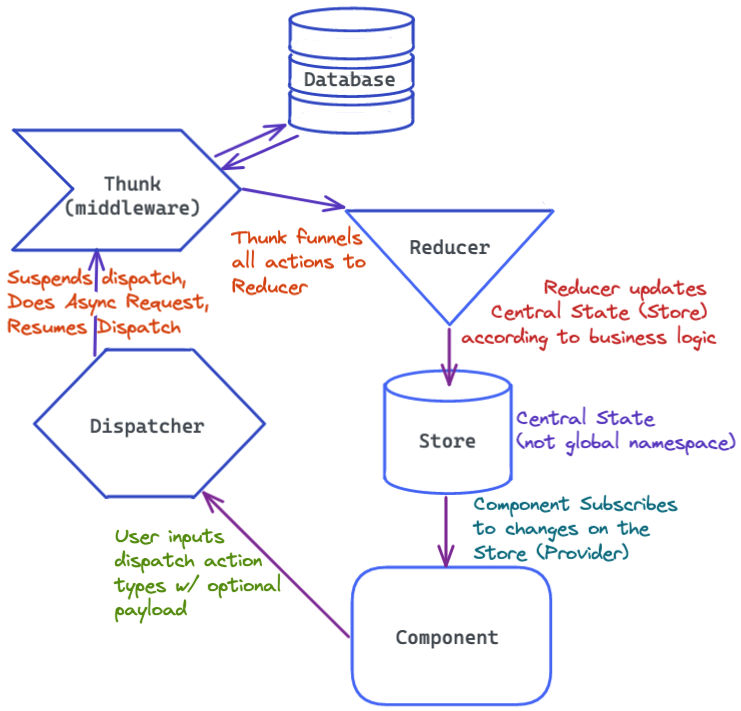 Database
Thunk
(middleware)
Thunk funnels
all actions to
Reducer
Reducer
Suspends dispatch,
Does Async Request,
Resumes Dispatch
Reducer updates
Central State (Store)
according to business logic
Dispatcher
Store
Central State
(not global namespace)
Component Subscribes
to changes on the
Store (Provider)
User inputs
dispatch action
types w/ optional
payload
Component